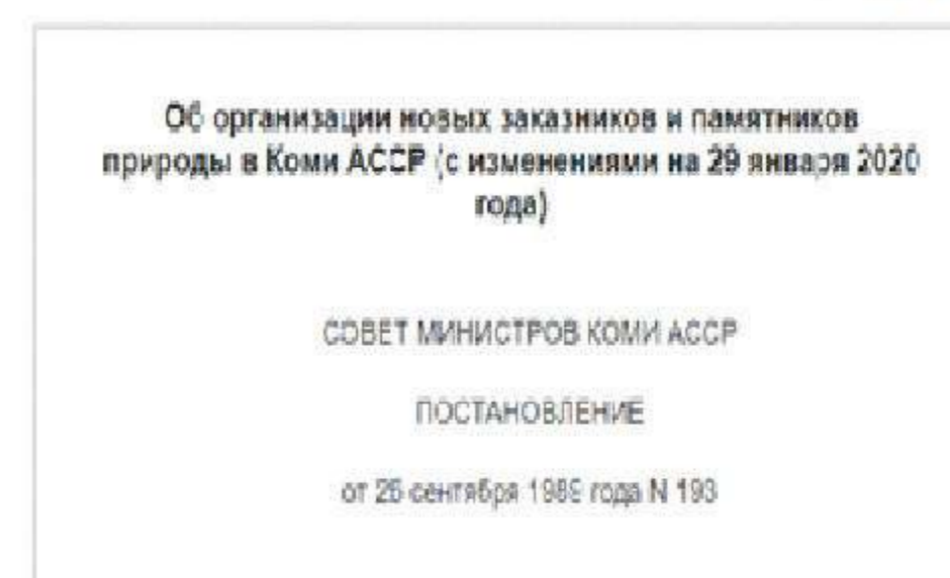 Об организации новых заказников и памятников
природы в Коми АССР (с изменениями на 29 января 2020
года)
СОВЕТ МИНИСТРОВ КОМИ АССР
ПОСТАНОВЛЕНИЕ
от 26 сентября 1989 года N 193